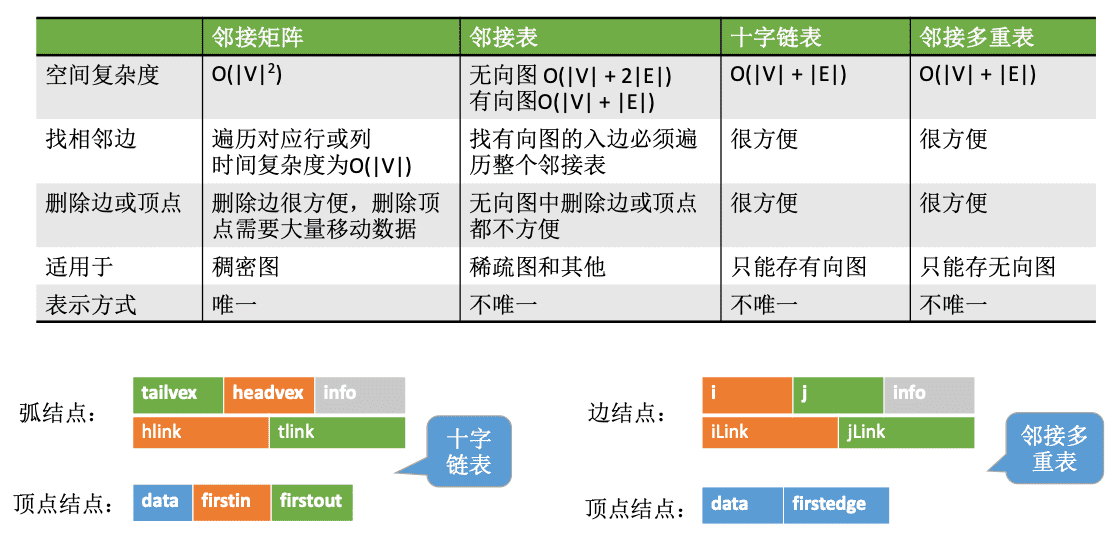 邻接矩阵 邻接表 十字链表 邻接多重表
空间复杂度 O(|V|²) 无向图 O(|V| + 2|E|) O(|V| + |E|) O(|V| + |E|)
有向图O(|V| + |E|)
找相邻边 遍历对应行或列 找有向图的入边必须遍 很方便 很方便
时间复杂度为O(|V|) 历整个邻接表
删除边或顶点 删除边很方便，删除顶 无向图中删除边或顶点 很方便 很方便
点需要大量移动数据 都不方便
适用于 稠密图 稀疏图和其他 只能存有向图 只能存无向图
表示方式 唯一 不唯一 不唯一 不唯一
弧结点：
tailvex headvex info
hlink tlink
十字
链表
顶点结点：
data firstin firstout
边结点：
i j info
iLink jLink
邻接多
重表
顶点结点：
data firstedge